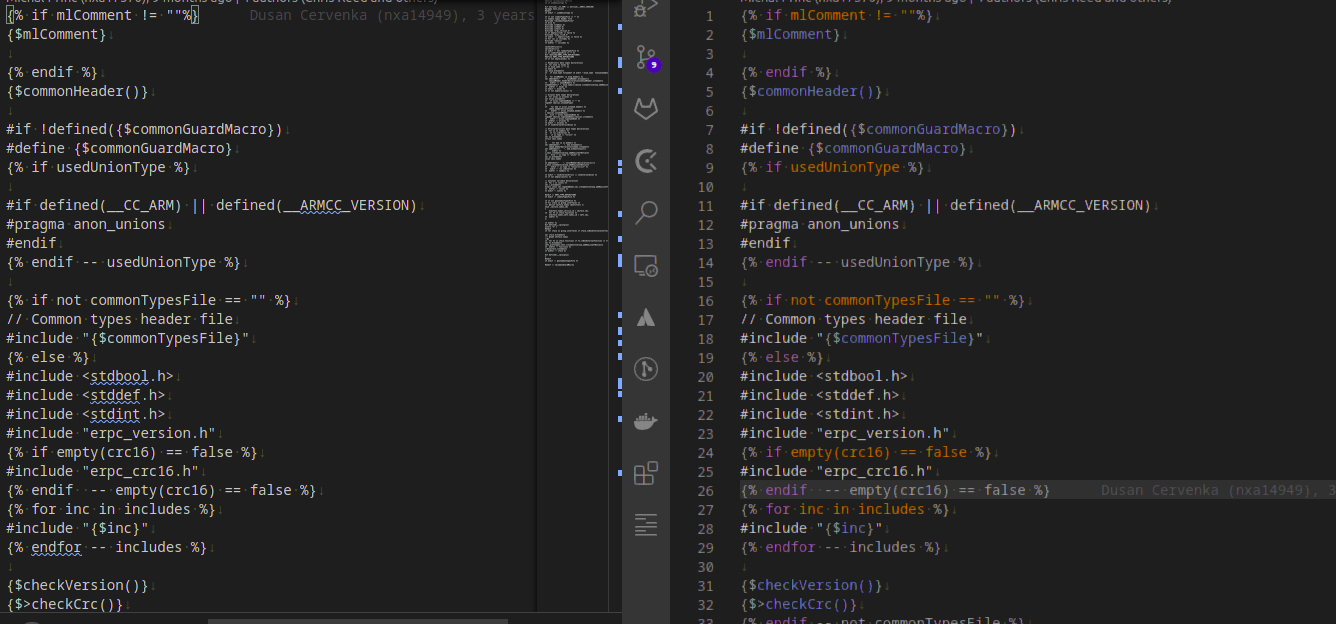 {% if mlComment != ""%} Dusan Cervenka (nxa14949), 3 years
{$mlComment}
{% endif %}
{$commonHeader()}
#if !defined({$commonGuardMacro})
#define {$commonGuardMacro}
{% if usedUnionType %}
#if defined(__CC_ARM) || defined(__ARMCC_VERSION)
#pragma anon_unions
#endif
{% endif -- usedUnionType %}
{% if not commonTypesFile == "" %}
// Common types header file
#include "{$commonTypesFile}"
{% else %}
#include <stdbool.h>
#include <stddef.h>
#include <stdint.h>
#include "erpc_version.h"
{% if empty(crc16) == false %}
#include "erpc_crc16.h"
{% endif -- empty(crc16) == false %}
{% for inc in includes %}
#include "{$inc}"
{% endfor -- includes %}
{$checkVersion()}
{$>checkCrc()}
9
1 {% if mlComment != ""%}
2 {$mlComment}
3
4 {% endif %}
5 {$commonHeader()}
6
7 #if !defined({$commonGuardMacro})
8 #define {$commonGuardMacro}
9 {% if usedUnionType %}
10
11 #if defined(__CC_ARM) || defined(__ARMCC_VERSION)
12 #pragma anon_unions
13 #endif
14 {% endif -- usedUnionType %}
15
16 {% if not commonTypesFile == "" %}
17 // Common types header file
18 #include "{$commonTypesFile}"
19 {% else %}
20 #include <stdbool.h>
21 #include <stddef.h>
22 #include <stdint.h>
23 #include "erpc_version.h"
24 {% if empty(crc16) == false %}
25 #include "erpc_crc16.h"
26 {% endif -- empty(crc16) == false %} Dusan Cervenka (nxa14949), 3
27 {% for inc in includes %}
28 #include "{$inc}"
29 {% endfor -- includes %}
30
31 {$checkVersion()}
32 {$>checkCrc()}
33 {% endif -- not commonTypesFile %}